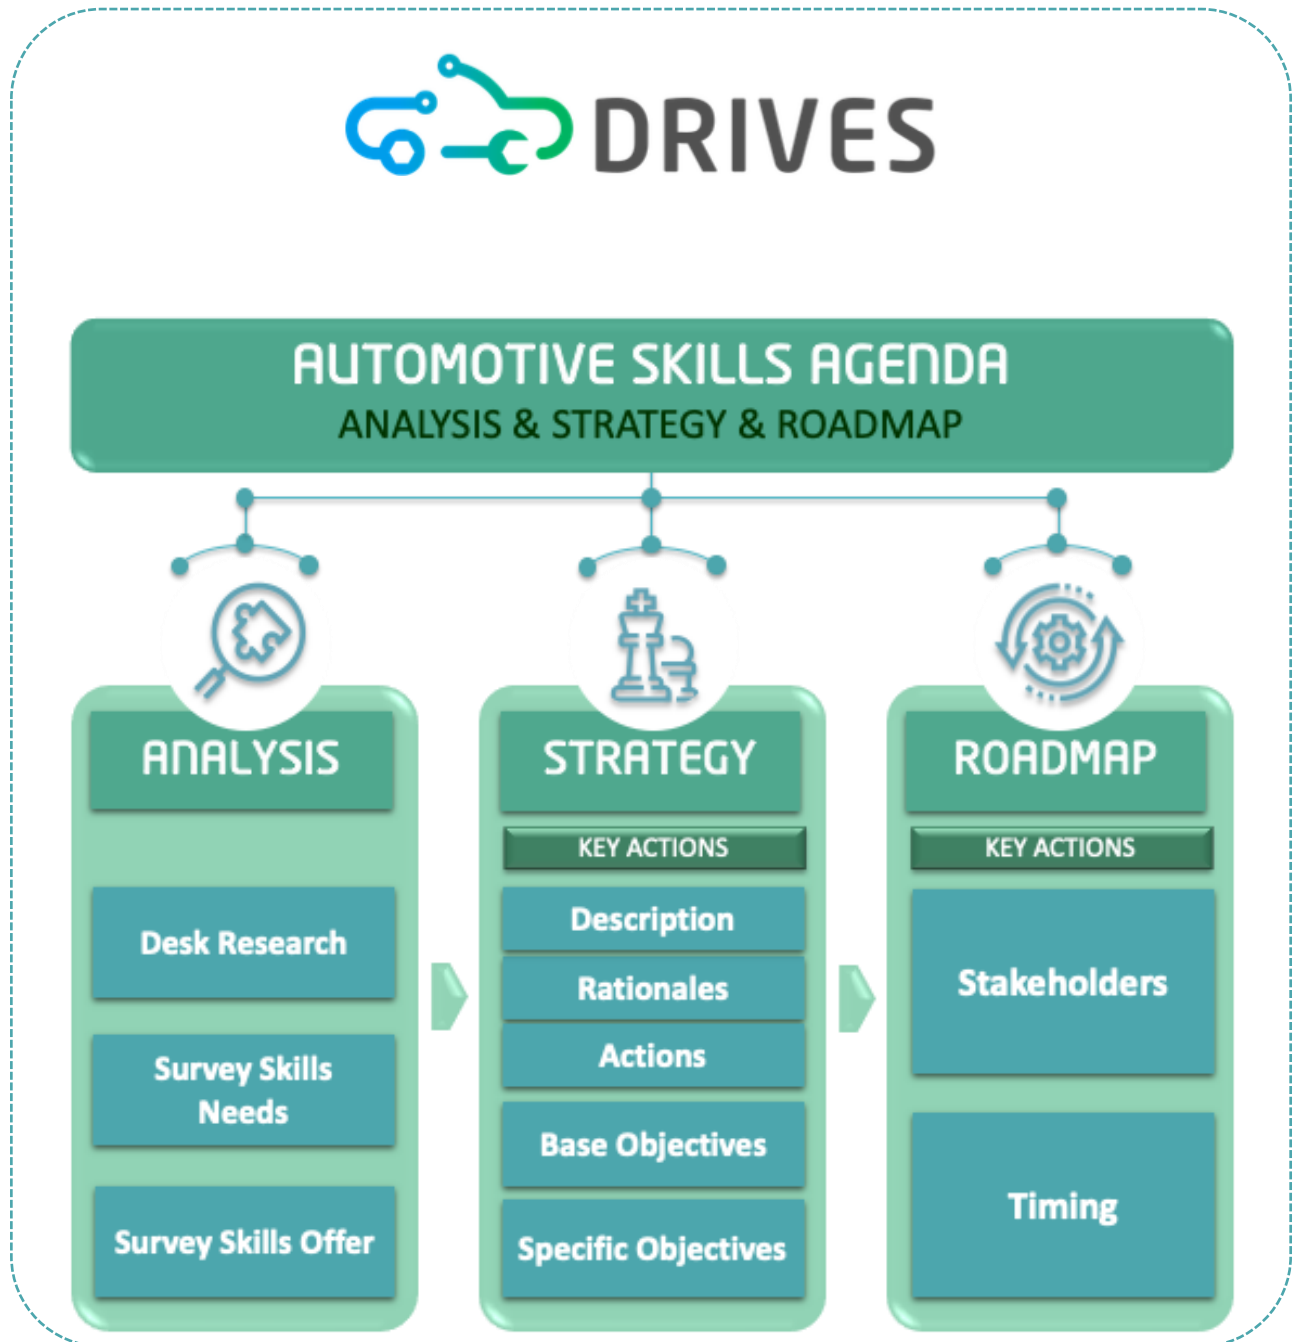 DRIVES
AUTOMOTIVE SKILLS AGENDA
ANALYSIS & STRATEGY & ROADMAP
ANALYSIS
Desk Research
Survey Skills
Needs
Survey Skills Offer
STRATEGY
KEY ACTIONS
Description
Rationales
Actions
Base Objectives
Specific Objectives
ROADMAP
KEY ACTIONS
Stakeholders
Timing